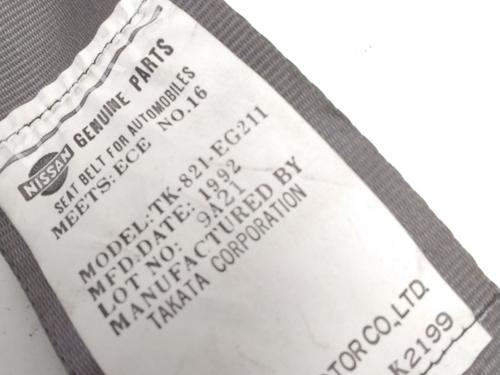 NISSAN
GENUINE PARTS
SEAT BELT FOR AUTOMOBILES
MEETS:ECE NO.16
MODEL:TK-821-EG211
MFD:DATE: 1992
LOT NO: 9A21
MANUFACTURED BY
TAKATA CORPORATION
TOR CO.,LTD.
K2199